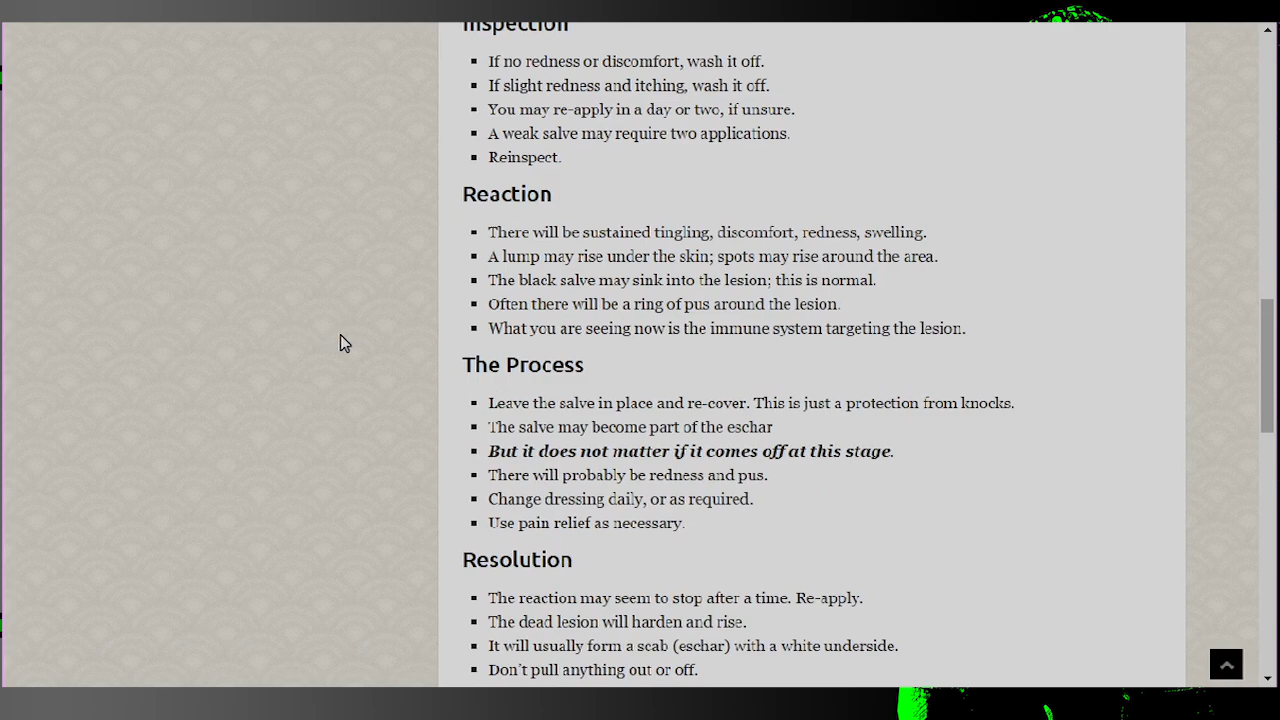 Inspection
If no redness or discomfort, wash it off.
If slight redness and itching, wash it off.
You may re-apply in a day or two, if unsure.
A weak salve may require two applications.
Reinspect.
Reaction
There will be sustained tingling, discomfort, redness, swelling.
A lump may rise under the skin; spots may rise around the area.
The black salve may sink into the lesion; this is normal.
Often there will be a ring of pus around the lesion.
What you are seeing now is the immune system targeting the lesion.
The Process
Leave the salve in place and re-cover. This is just a protection from knocks.
The salve may become part of the eschar
But it does not matter if it comes off at this stage.
There will probably be redness and pus.
Change dressing daily, or as required.
Use pain relief as necessary.
Resolution
The reaction may seem to stop after a time. Re-apply.
The dead lesion will harden and rise.
It will usually form a scab (eschar) with a white underside.
Don't pull anything out or off.